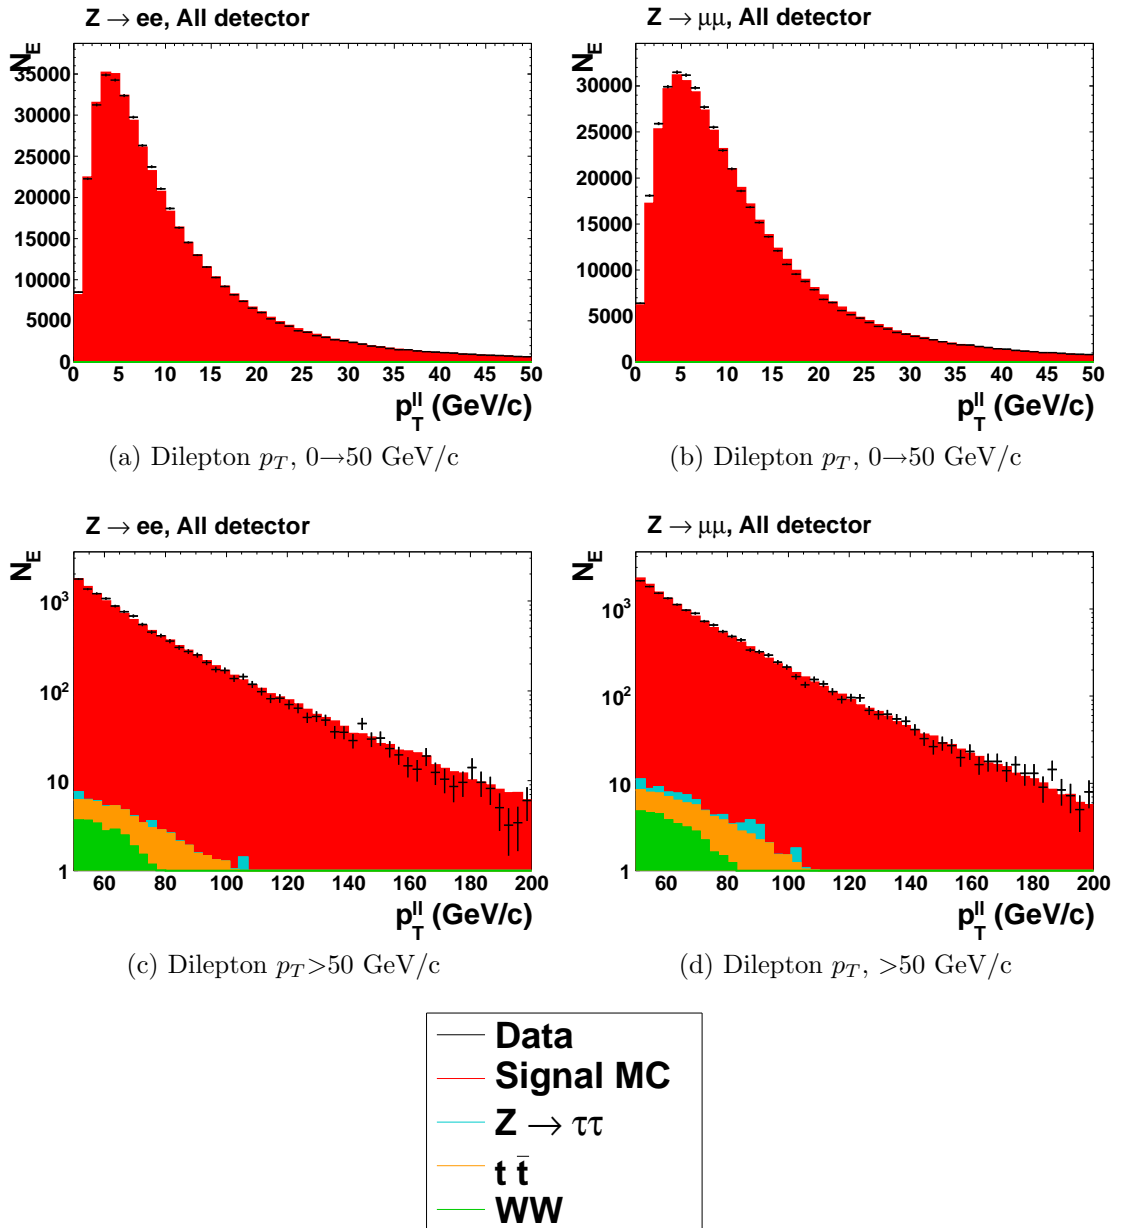 Z → ee, All detector
N_E
35000
30000
25000
20000
15000
10000
5000
0
0 5 10 15 20 25 30 35 40 45 50
p_T^ll (GeV/c)
(a) Dilepton p_T, 0→50 GeV/c
Z → μμ, All detector
N_E
30000
25000
20000
15000
10000
5000
0
0 5 10 15 20 25 30 35 40 45 50
p_T^ll (GeV/c)
(b) Dilepton p_T, 0→50 GeV/c
Z → ee, All detector
N_E
10^3
10^2
10
1
60 80 100 120 140 160 180 200
p_T^ll (GeV/c)
(c) Dilepton p_T>50 GeV/c
Z → μμ, All detector
N_E
10^3
10^2
10
1
60 80 100 120 140 160 180 200
p_T^ll (GeV/c)
(d) Dilepton p_T, >50 GeV/c
Data
Signal MC
Z → ττ
t t̄
WW